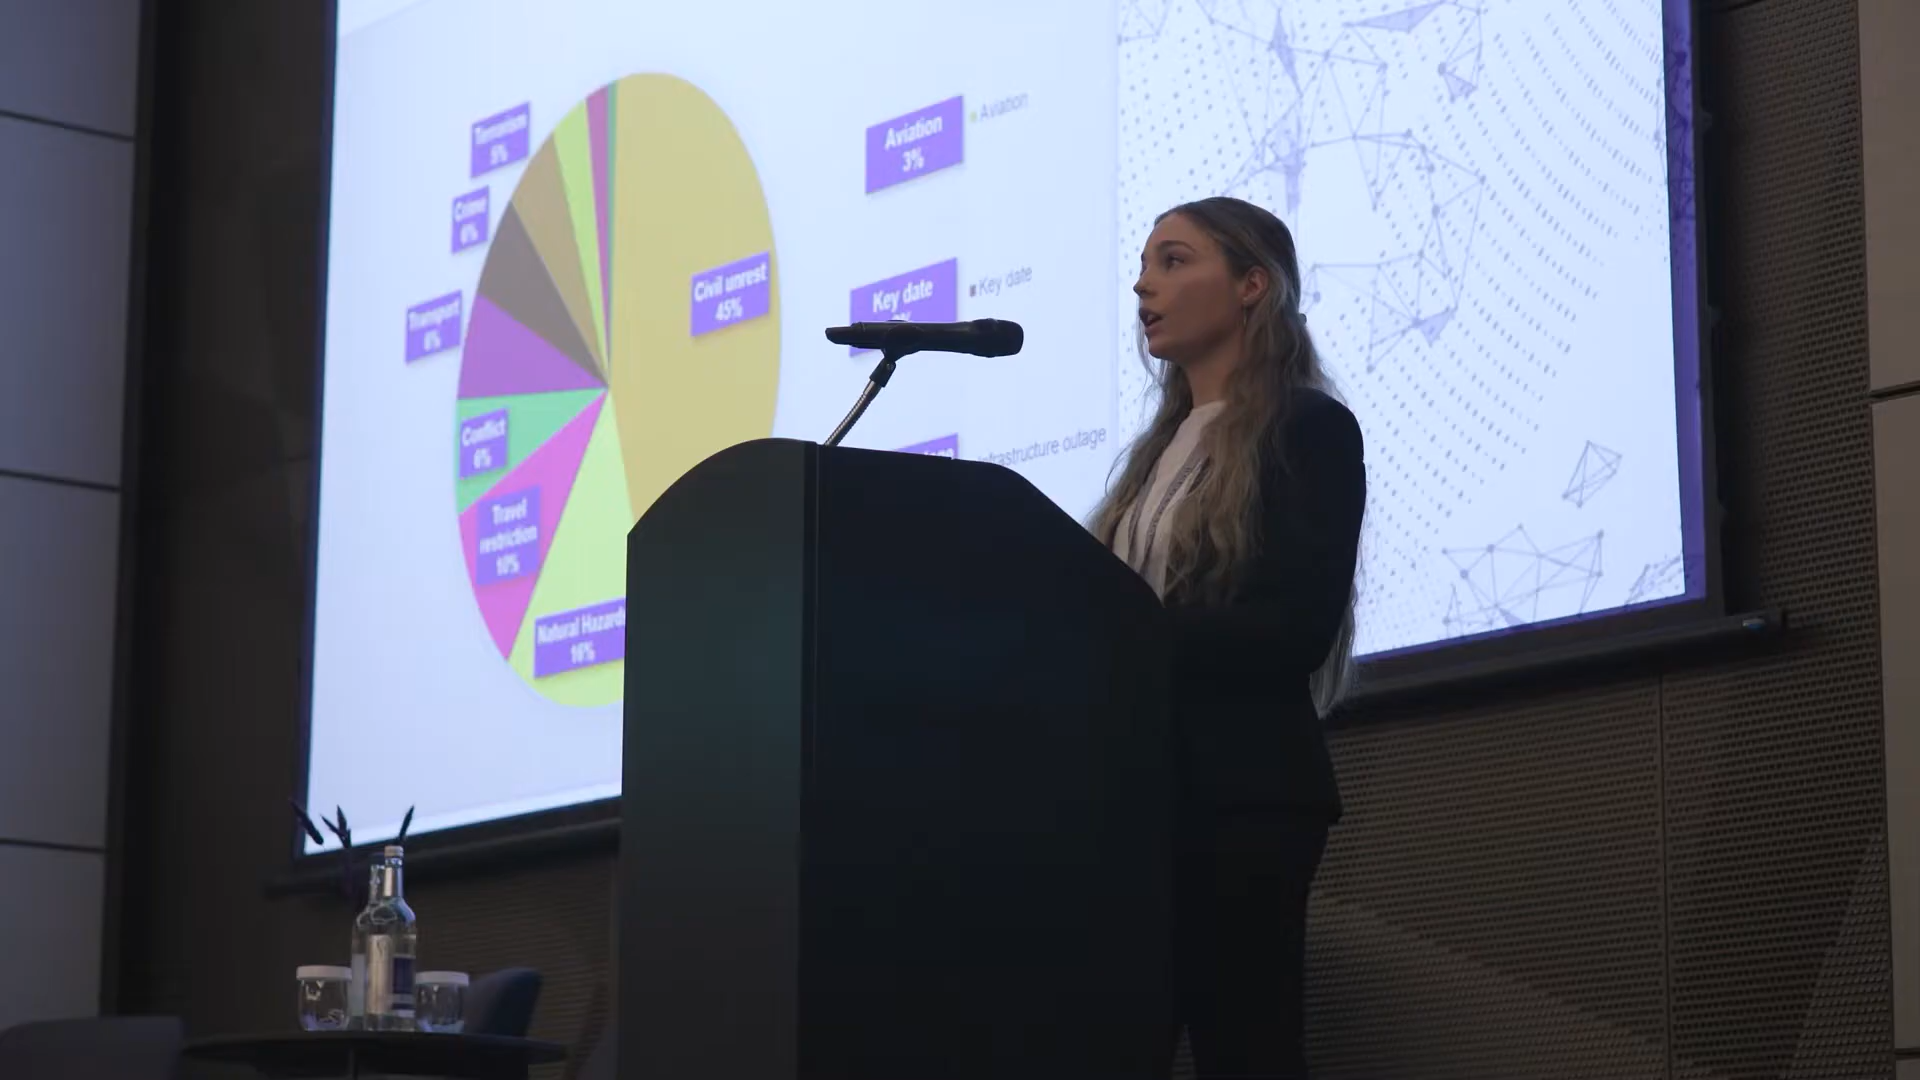 Terrorism
5%
Crime
6%
Transport
6%
Conflict
6%
Travel
restriction
10%
Natural Hazards
16%
Civil unrest
45%
Aviation
3%
Aviation
Key date
Key date
Infrastructure outage